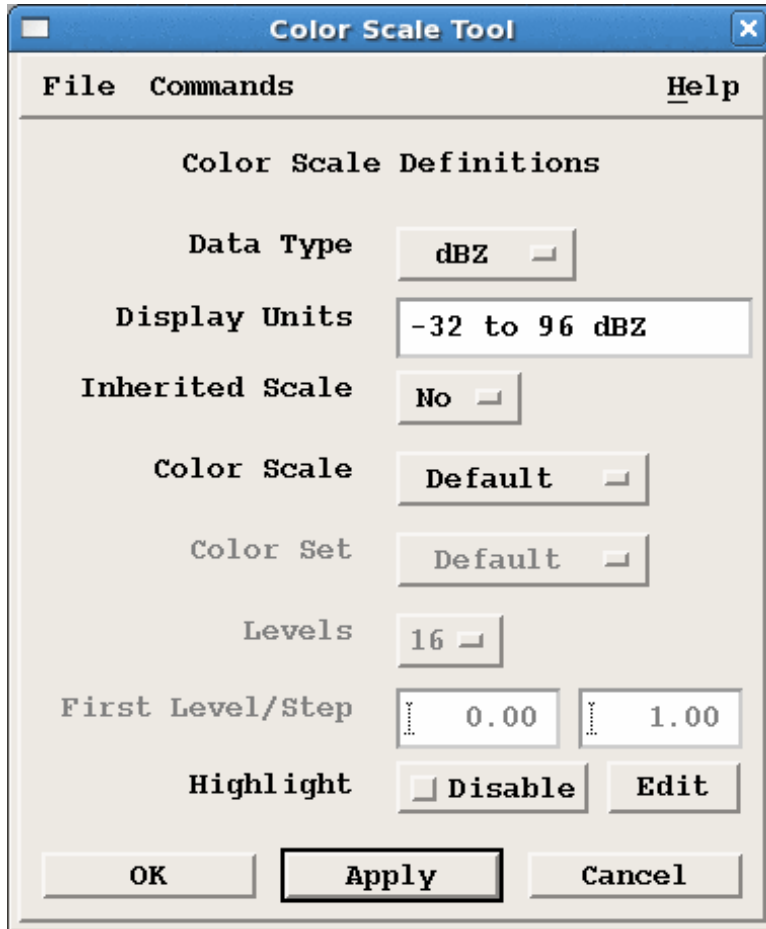 Color Scale Tool
File Commands Help
Color Scale Definitions
Data Type dBZ
Display Units -32 to 96 dBZ
Inherited Scale No
Color Scale Default
Color Set Default
Levels 16
First Level/Step 0.00 1.00
Highlight Disable Edit
OK Apply Cancel